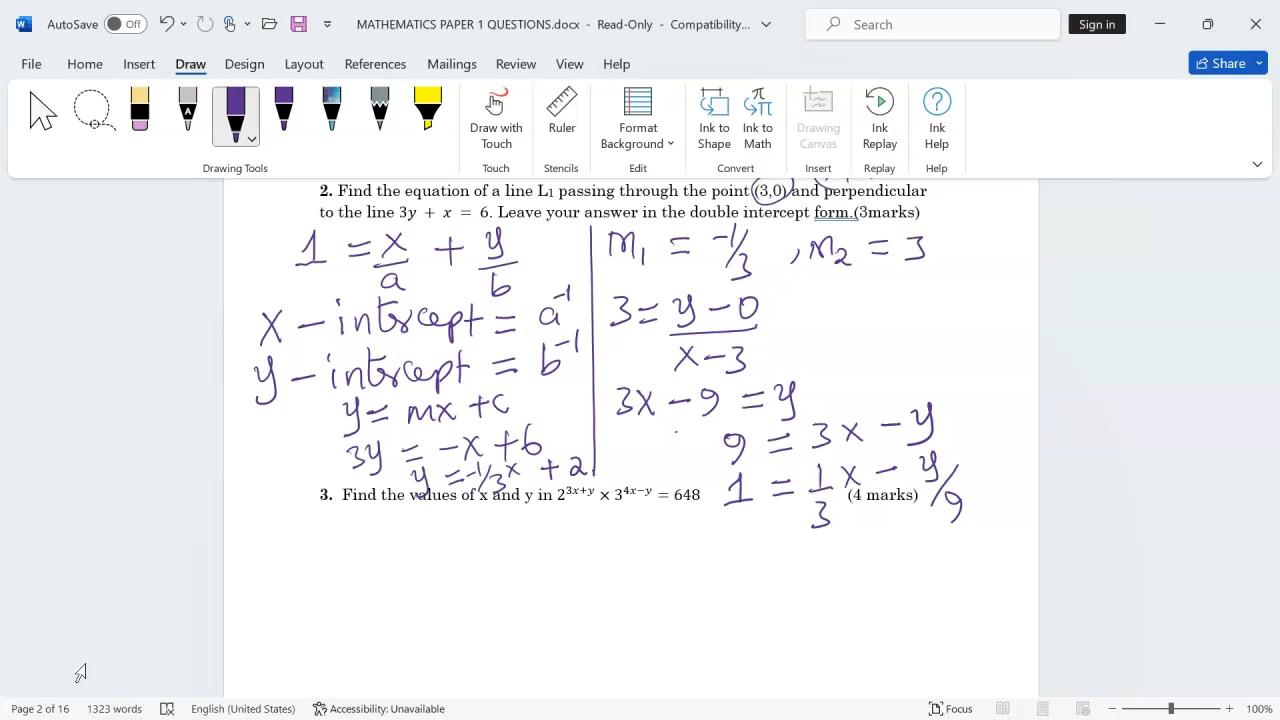 AutoSave Off MATHEMATICS PAPER 1 QUESTIONS.docx - Read-Only - Compatibility... Search Sign in
File Home Insert Draw Design Layout References Mailings Review View Help Share
Draw with Touch Ruler Format Background Ink to Shape Ink to Math Drawing Canvas Ink Replay Ink Help
Drawing Tools Touch Stencils Edit Convert Insert Replay Help
2. Find the equation of a line L₁ passing through the point (3,0) and perpendicular
to the line 3y + x = 6. Leave your answer in the double intercept form.(3marks)
1 = x/a + y/b
x - intercept = a⁻¹
y - intercept = b⁻¹
y = mx + c
3y = -x + 6
y = -1/3 x + 2
m₁ = -1/3 , m₂ = 3
3 = y - 0 / x - 3
3x - 9 = y
9 = 3x - y
1 = 1/3 x - y/9
3. Find the values of x and y in 2³ˣ⁺ʸ × 3⁴ˣ⁻ʸ = 648 (4 marks)
Page 2 of 16 1323 words English (United States) Accessibility: Unavailable Focus 100%